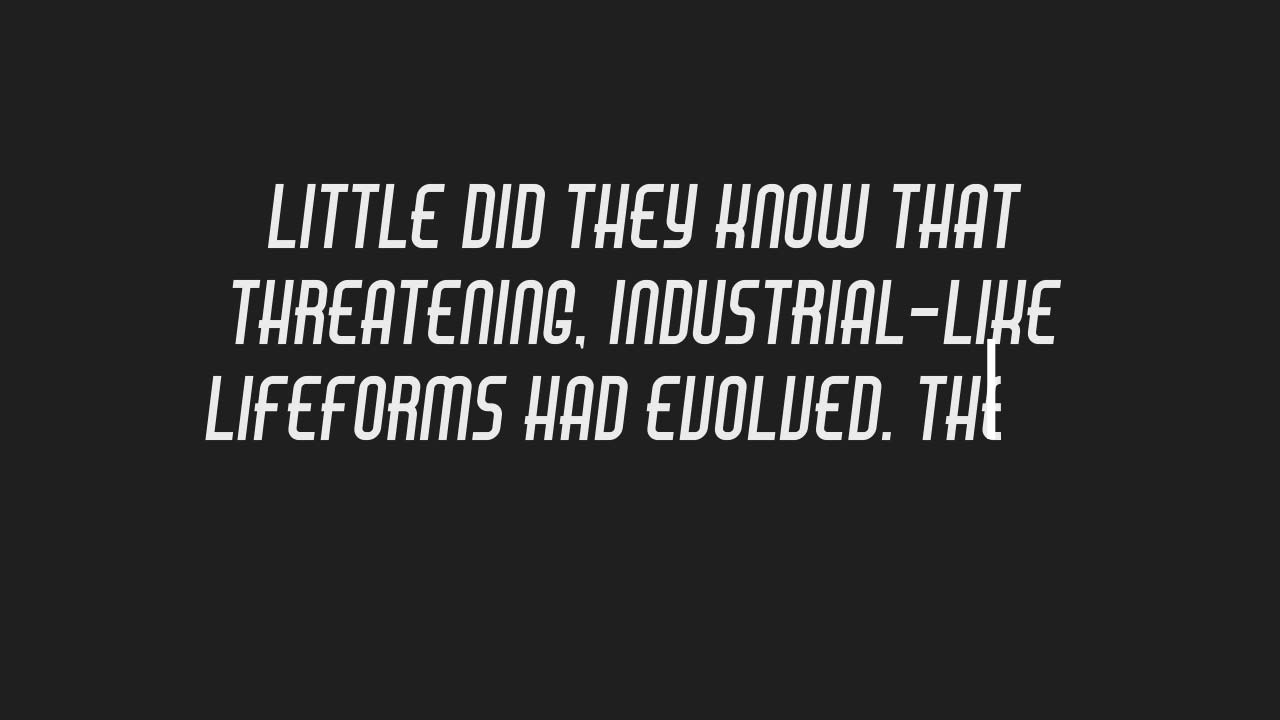 LITTLE DID THEY KNOW THAT
THREATENING, INDUSTRIAL-LIKE
LIFEFORMS HAD EVOLVED. THE